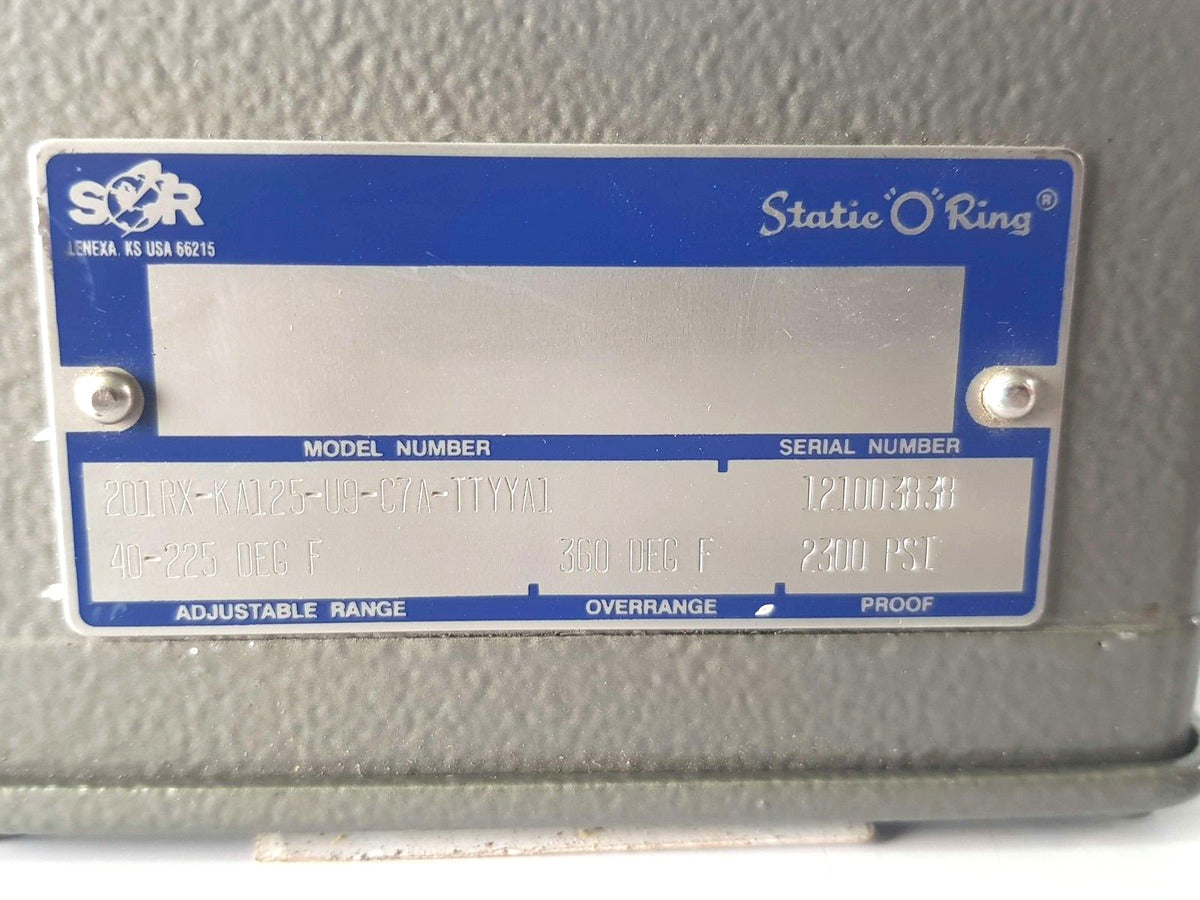 SOR
LENEXA, KS USA 66215
Static "O" Ring®
MODEL NUMBER
SERIAL NUMBER
201RX-KA125-U9-C7A-TTYYA1
121003838
40-225 DEG F
360 DEG F
2300 PSI
ADJUSTABLE RANGE
OVERRANGE
PROOF